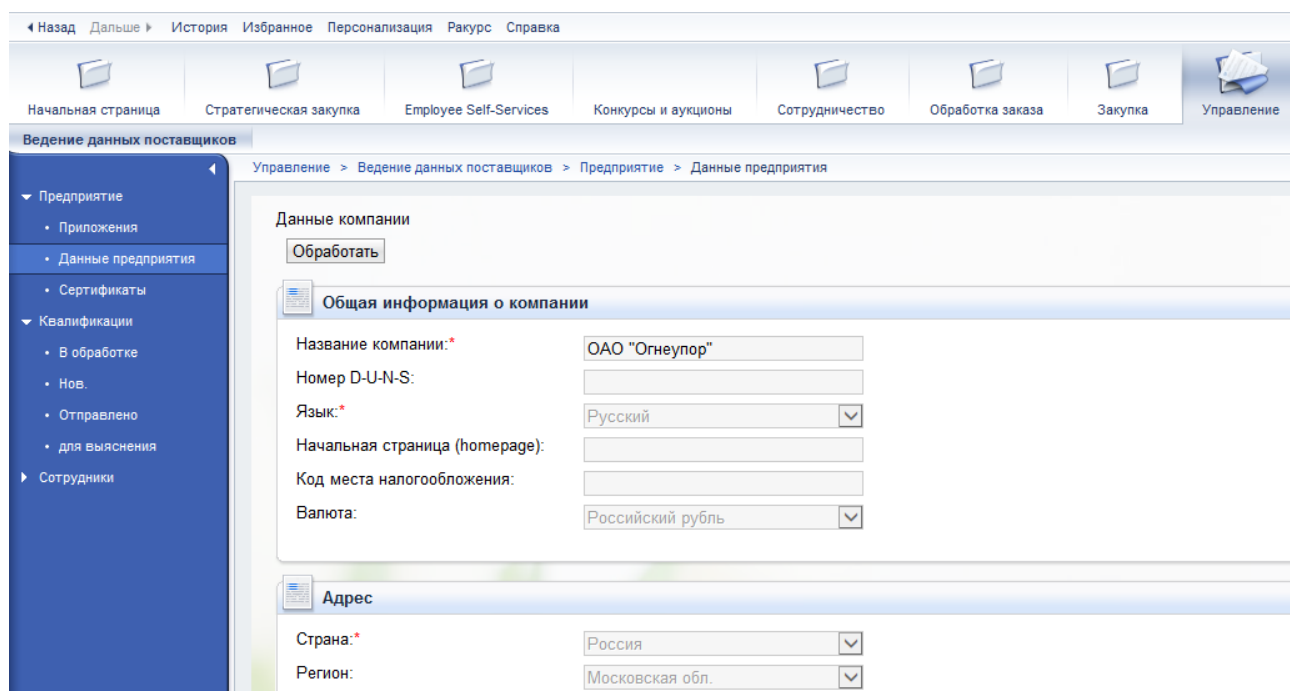 Назад Дальше История Избранное Персонализация Ракурс Справка
Начальная страница Стратегическая закупка Employee Self-Services Конкурсы и аукционы Сотрудничество Обработка заказа Закупка Управление
Ведение данных поставщиков
Управление > Ведение данных поставщиков > Предприятие > Данные предприятия
Предприятие
• Приложения
• Данные предприятия
• Сертификаты
Квалификации
• В обработке
• Нов.
• Отправлено
• для выяснения
Сотрудники
Данные компании
Обработать
Общая информация о компании
Название компании:* ОАО "Огнеупор"
Номер D-U-N-S:
Язык:* Русский
Начальная страница (homepage):
Код места налогообложения:
Валюта: Российский рубль
Адрес
Страна:* Россия
Регион: Московская обл.